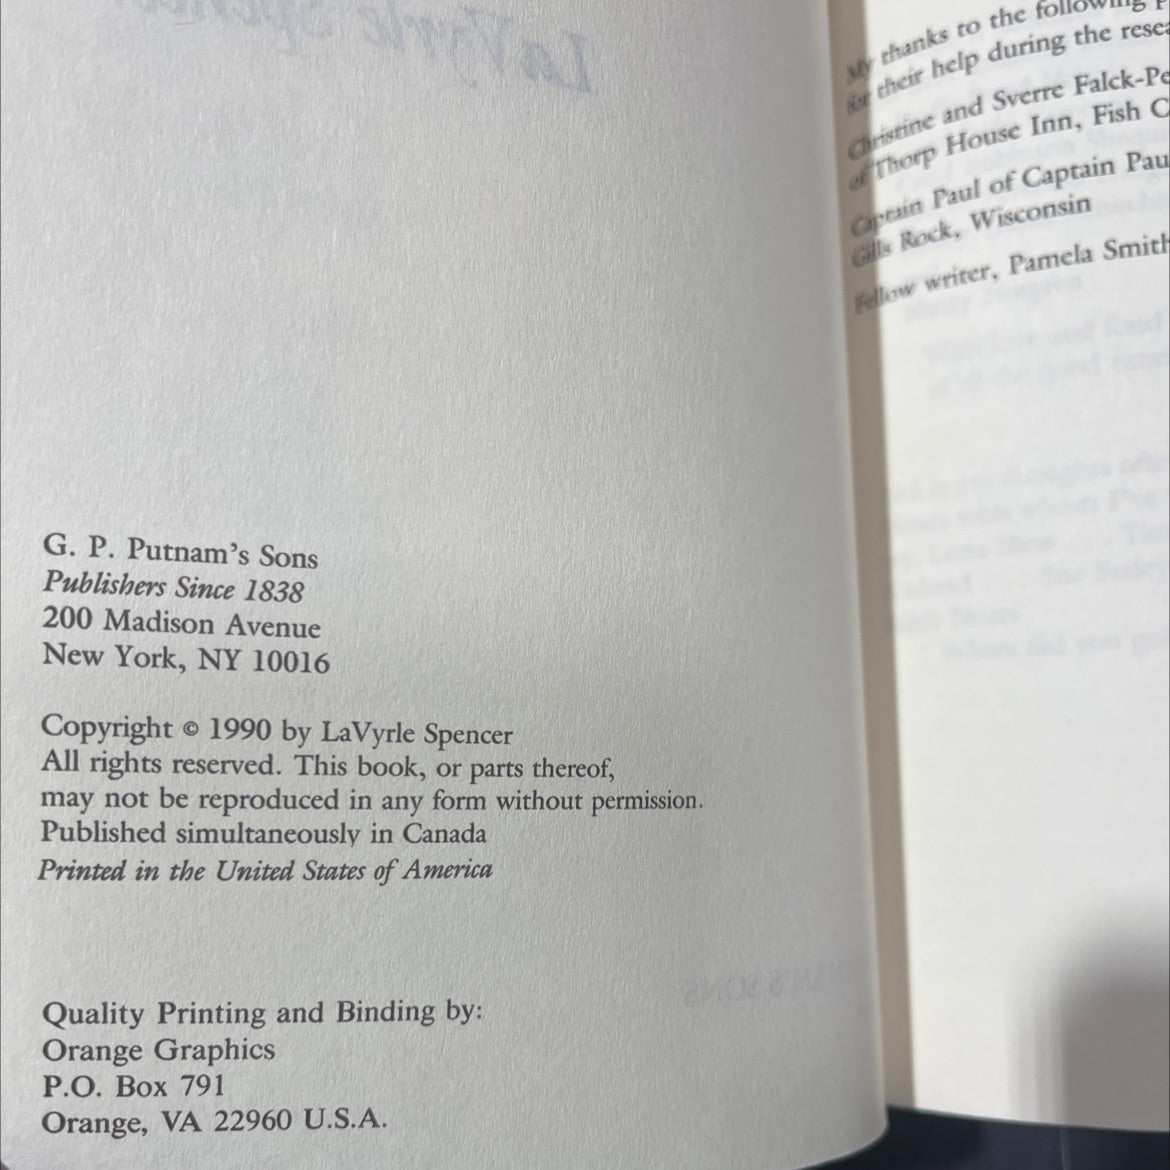 G. P. Putnam's Sons
Publishers Since 1838
200 Madison Avenue
New York, NY 10016
Copyright © 1990 by LaVyrle Spencer
All rights reserved. This book, or parts thereof,
may not be reproduced in any form without permission.
Published simultaneously in Canada
Printed in the United States of America
Quality Printing and Binding by:
Orange Graphics
P.O. Box 791
Orange, VA 22960 U.S.A.
My thanks to the following
for their help during the
Christine and Sverre
of Thorp House Inn, Fish
Captain Paul of Captain
Gills Rock, Wisconsin
Fellow writer, Pamela Smith